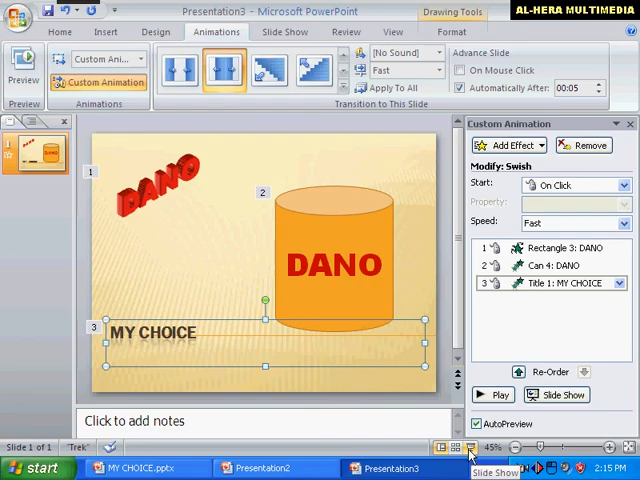 Presentation3 - Microsoft PowerPoint
Drawing Tools
AL-HERA MULTIMEDIA
Home
Insert
Design
Animations
Slide Show
Review
View
Format
Preview
Custom Anim...
Custom Animation
[No Sound]
Fast
Apply To All
Advance Slide
On Mouse Click
Automatically After: 00:05
Preview
Animations
Transition to This Slide
1
1
DANO
2
DANO
3
MY CHOICE
Custom Animation
Add Effect
Remove
Modify: Swish
Start: On Click
Property:
Speed: Fast
1 Rectangle 3: DANO
2 Can 4: DANO
3 Title 1: MY CHOICE
Re-Order
Play
Slide Show
AutoPreview
Click to add notes
Slide 1 of 1
"Trek"
45%
Slide Show
start
MY CHOICE.pptx
Presentation2
Presentation3
2:15 PM